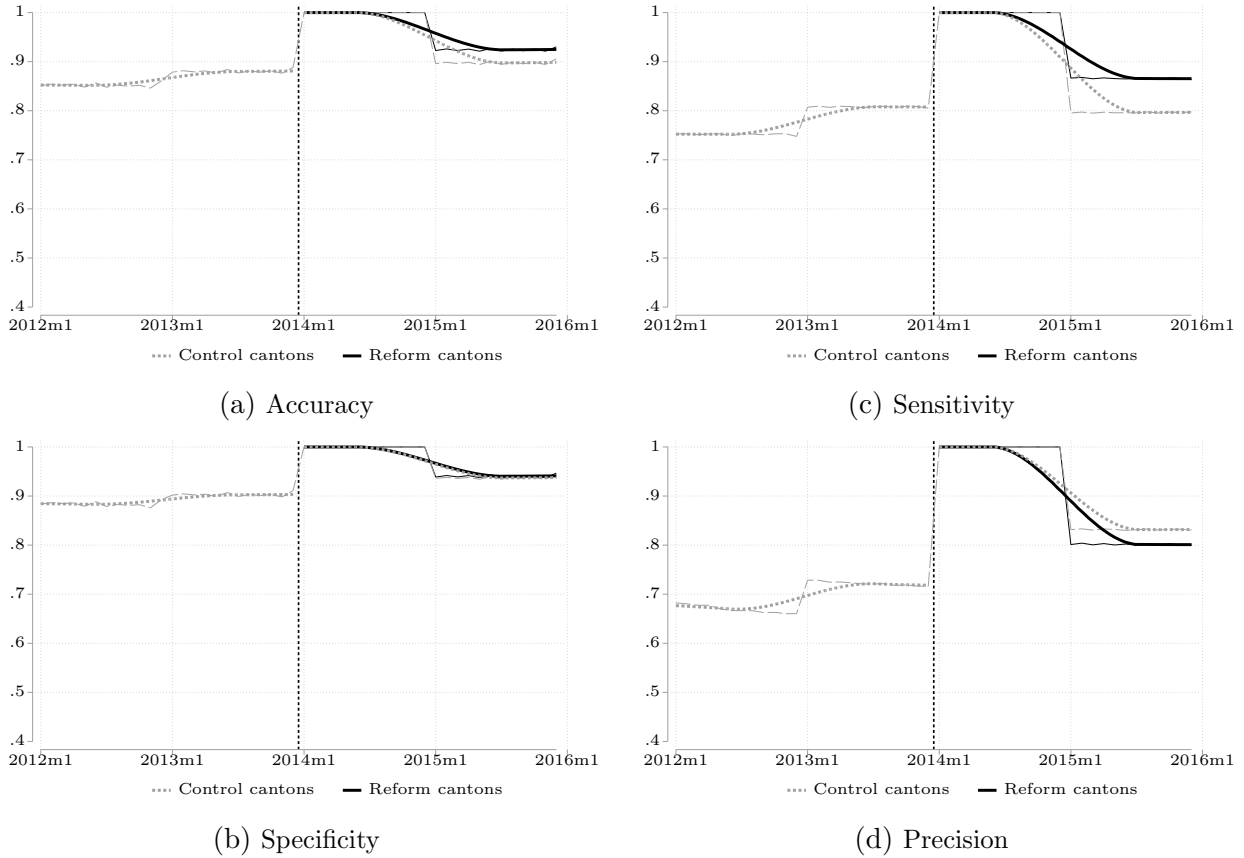 1
.9
.8
.7
.6
.5
.4
2012m1 2013m1 2014m1 2015m1 2016m1
Control cantons Reform cantons
(a) Accuracy
1
.9
.8
.7
.6
.5
.4
2012m1 2013m1 2014m1 2015m1 2016m1
Control cantons Reform cantons
(c) Sensitivity
1
.9
.8
.7
.6
.5
.4
2012m1 2013m1 2014m1 2015m1 2016m1
Control cantons Reform cantons
(b) Specificity
1
.9
.8
.7
.6
.5
.4
2012m1 2013m1 2014m1 2015m1 2016m1
Control cantons Reform cantons
(d) Precision